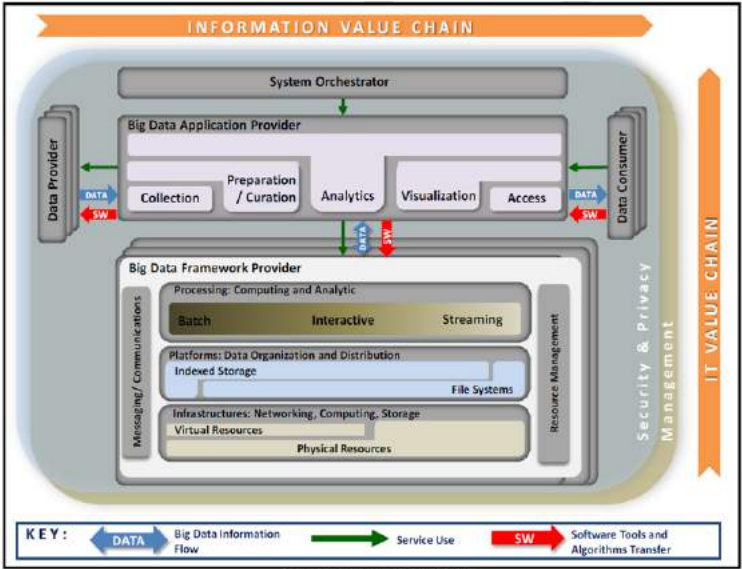 INFORMATION VALUE CHAIN
System Orchestrator
Big Data Application Provider
Collection
Preparation
/ Curation
Analytics
Visualization
Access
Data Provider
DATA
SW
Data Consumer
DATA
SW
DATA
SW
Big Data Framework Provider
Messaging/ Communications
Processing: Computing and Analytic
Batch
Interactive
Streaming
Platforms: Data Organization and Distribution
Indexed Storage
File Systems
Infrastructures: Networking, Computing, Storage
Virtual Resources
Physical Resources
Resource Management
Security & Privacy
Management
IT VALUE CHAIN
KEY:
DATA
Big Data Information
Flow
Service Use
SW
Software Tools and
Algorithms Transfer